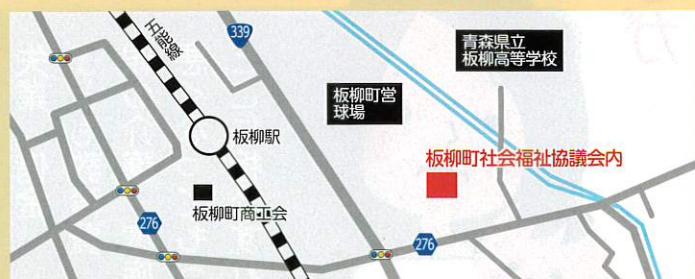 五能線
339
青森県立
板柳高等学校
板柳町営
球場
板柳駅
板柳町社会福祉協議会内
板柳町商工会
276
276